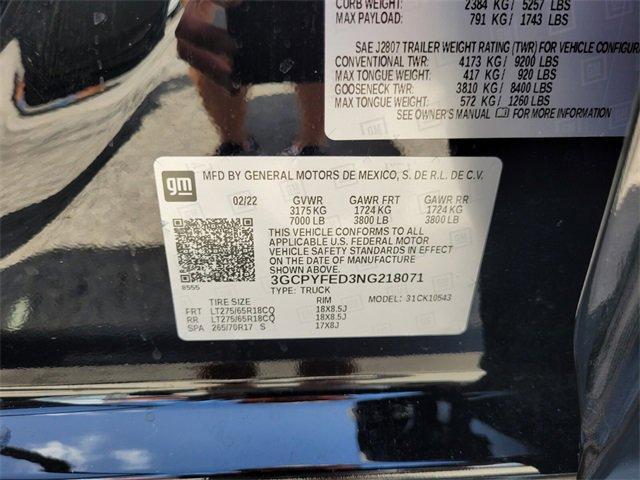 CURB WEIGHT: 2384 KG/ 5257 LBS
MAX PAYLOAD: 791 KG/ 1743 LBS
SAE J2807 TRAILER WEIGHT RATING (TWR) FOR VEHICLE
CONVENTIONAL TWR: 4173 KG/ 9200 LBS
MAX TONGUE WEIGHT: 417 KG/ 920 LBS
GOOSENECK TWR: 3810 KG/ 8400 LBS
MAX TONGUE WEIGHT: 572 KG/ 1260 LBS
SEE OWNER'S MANUAL FOR MORE INFORMATION
gm
MFD BY GENERAL MOTORS DE MEXICO, S. DE R.L. DE C.V.
02/22 GVWR GAWR FRT GAWR RR
3175 KG 1724 KG 1724 KG
7000 LB 3800 LB 3800 LB
THIS VEHICLE CONFORMS TO ALL
APPLICABLE U.S. FEDERAL MOTOR
VEHICLE SAFETY STANDARDS IN EFFECT
ON THE DATE OF MANUFACTURE
SHOWN ABOVE.
3GCPYFED3NG218071
8555
TYPE: TRUCK
MODEL: 31CK10543
TIRE SIZE RIM
FRT LT275/65R18CQ 18X8.5J
RR LT275/65R18CQ 18X8.5J
SPA 265/70R17 S 17X8J